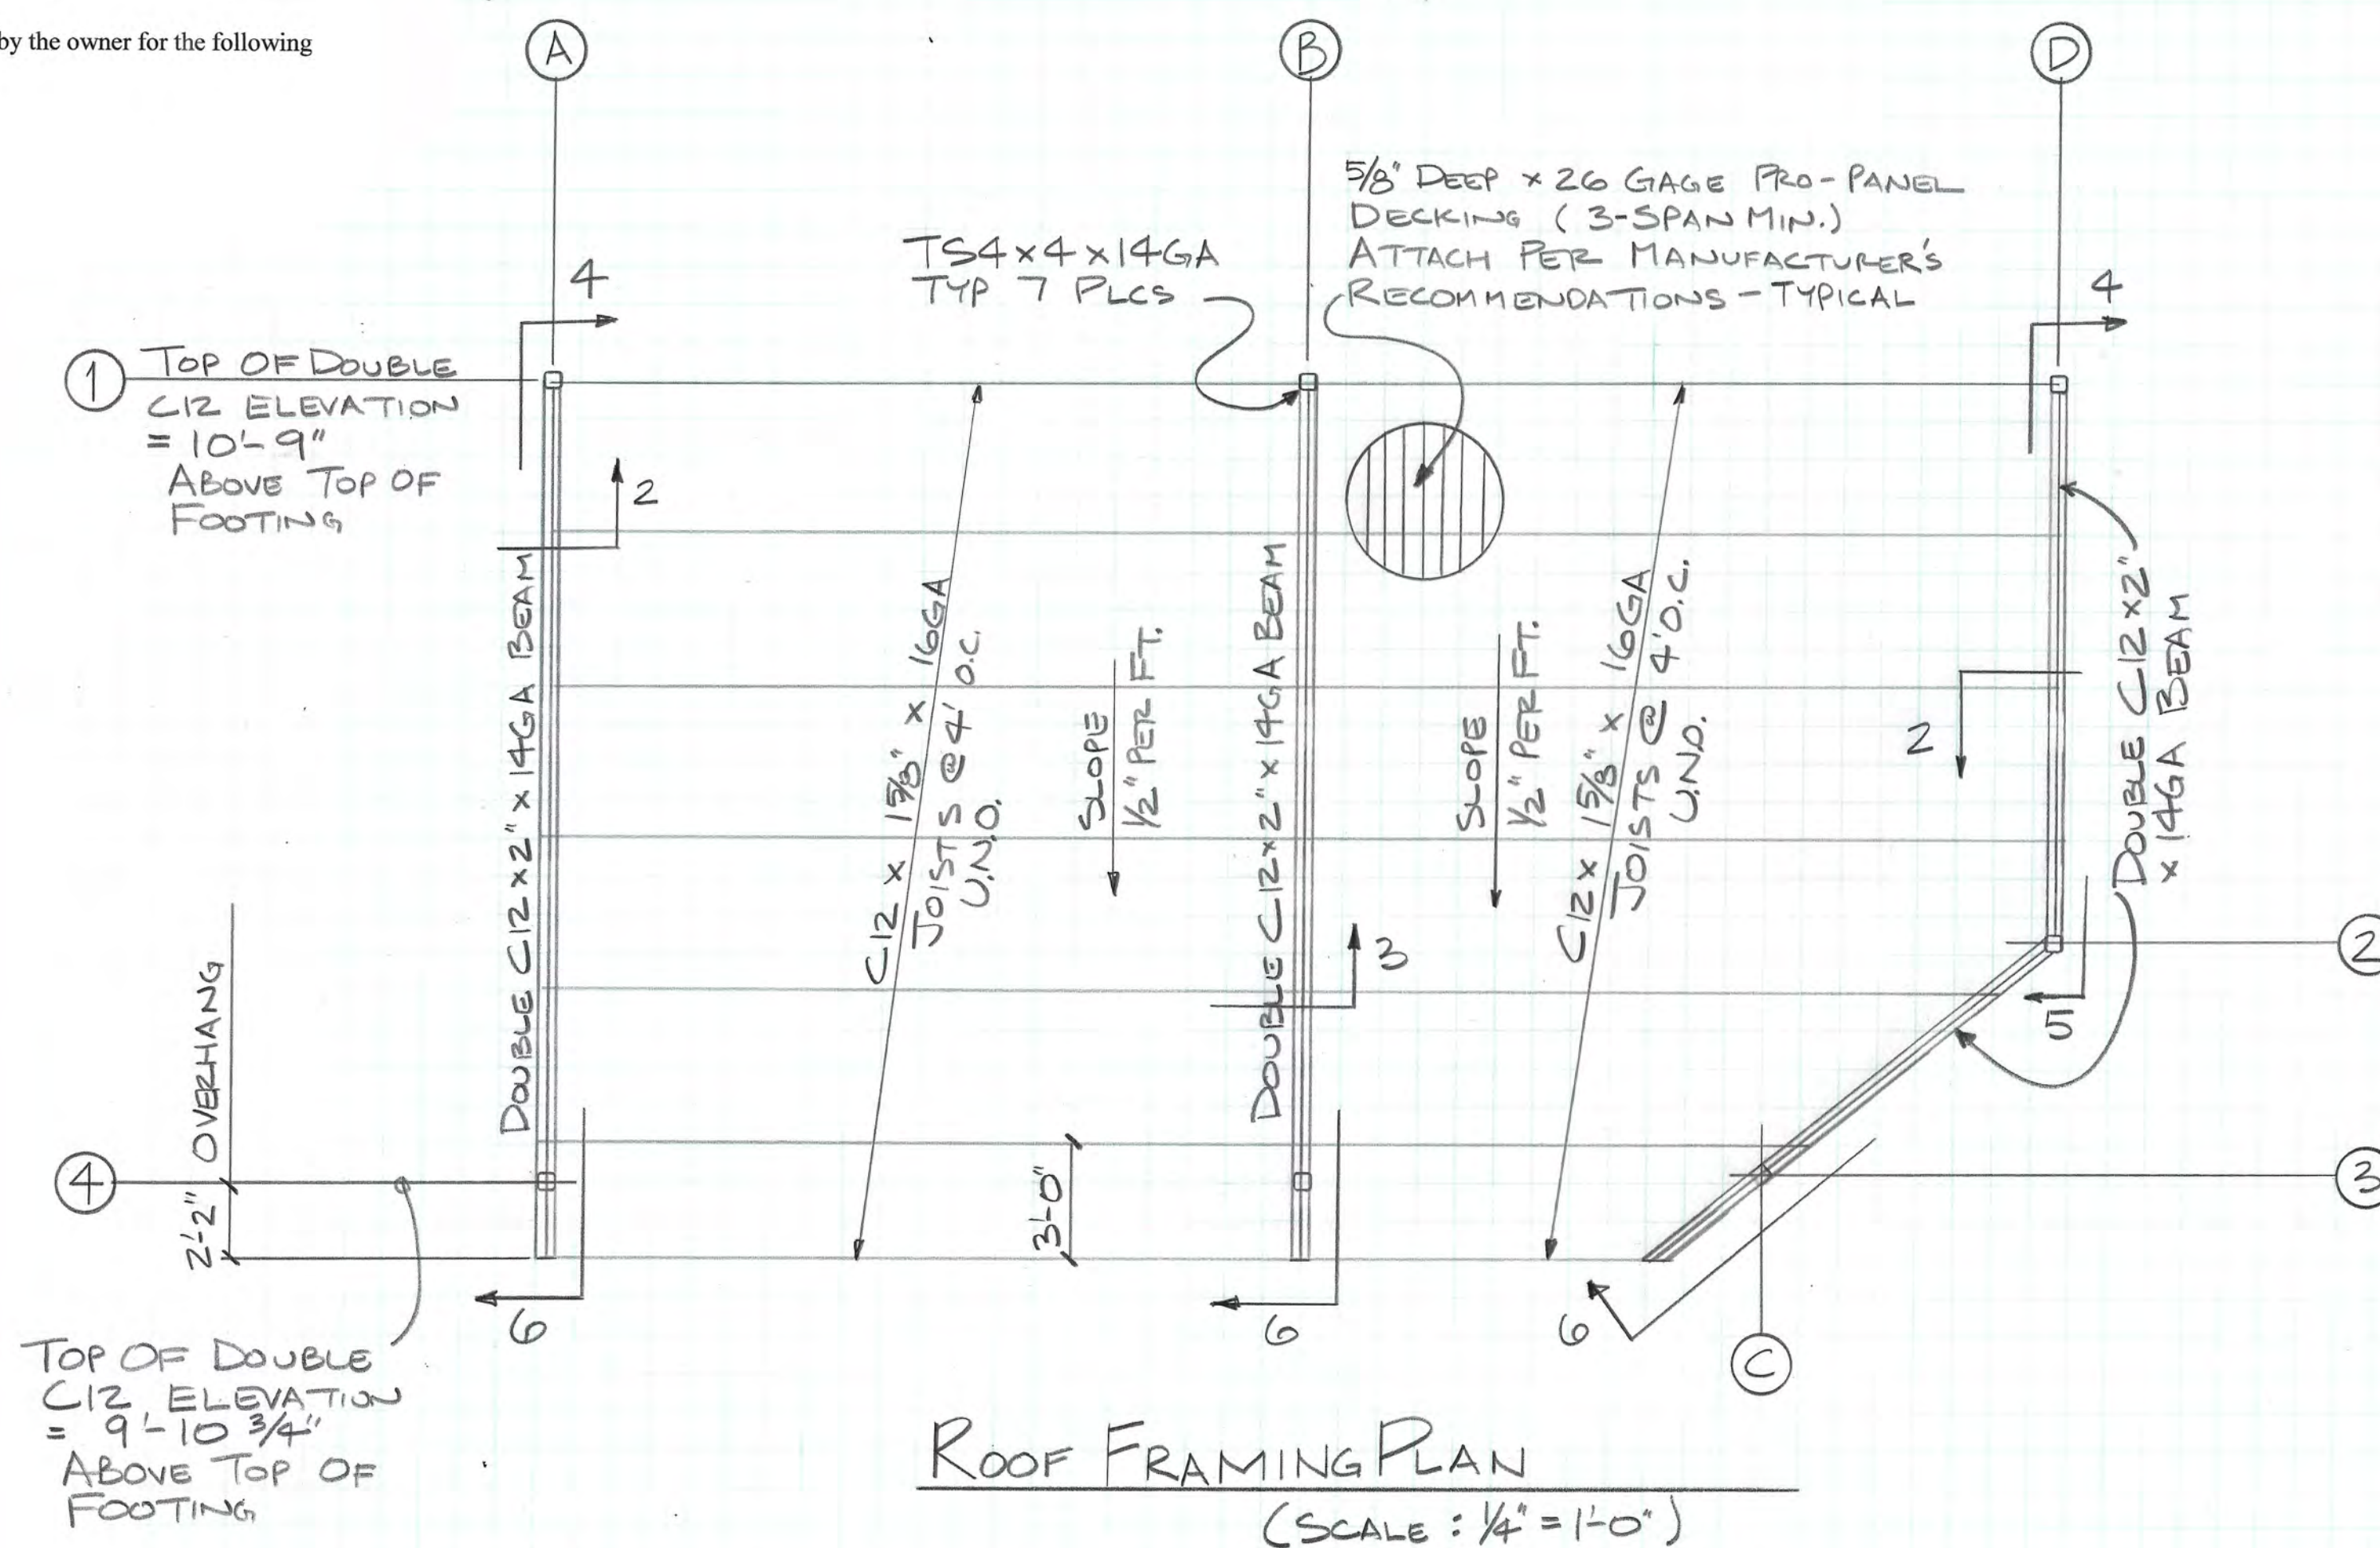 by the owner for the following
A
B
D
5/8" DEEP x 26 GAGE PRO-PANEL
DECKING (3-SPAN MIN.)
ATTACH PER MANUFACTURER'S
RECOMMENDATIONS - TYPICAL
TS4x4x14GA
TYP 7 PLCS
4
4
1
TOP OF DOUBLE
C12 ELEVATION
= 10'-9"
ABOVE TOP OF
FOOTING
2
DOUBLE C12x2"x14GA BEAM
C12 x 1 5/8" x 16GA
JOISTS @ 4' O.C.
U.N.O.
SLOPE
1/2" PER FT.
DOUBLE C12x2"x14GA BEAM
3
SLOPE
1/2" PER FT.
C12 x 1 5/8" x 16GA
JOISTS @ 4' O.C.
U.N.O.
2
DOUBLE C12x2"
x 14GA BEAM
2
5
3
4
2'-2" OVERHANG
3'-0"
6
6
6
C
TOP OF DOUBLE
C12 ELEVATION
= 9'-10 3/4"
ABOVE TOP OF
FOOTING
ROOF FRAMING PLAN
(SCALE : 1/4" = 1'-0")